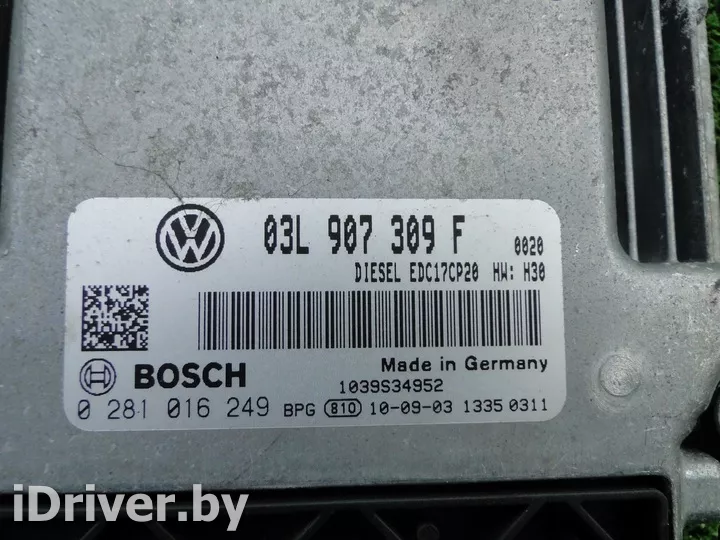 03L 907 309 F 0020
DIESEL EDC17CP20 HW: H30
BOSCH Made in Germany
1039S34952
0 281 016 249 BPG 810 10-09-03 1335 0311
iDriver.by